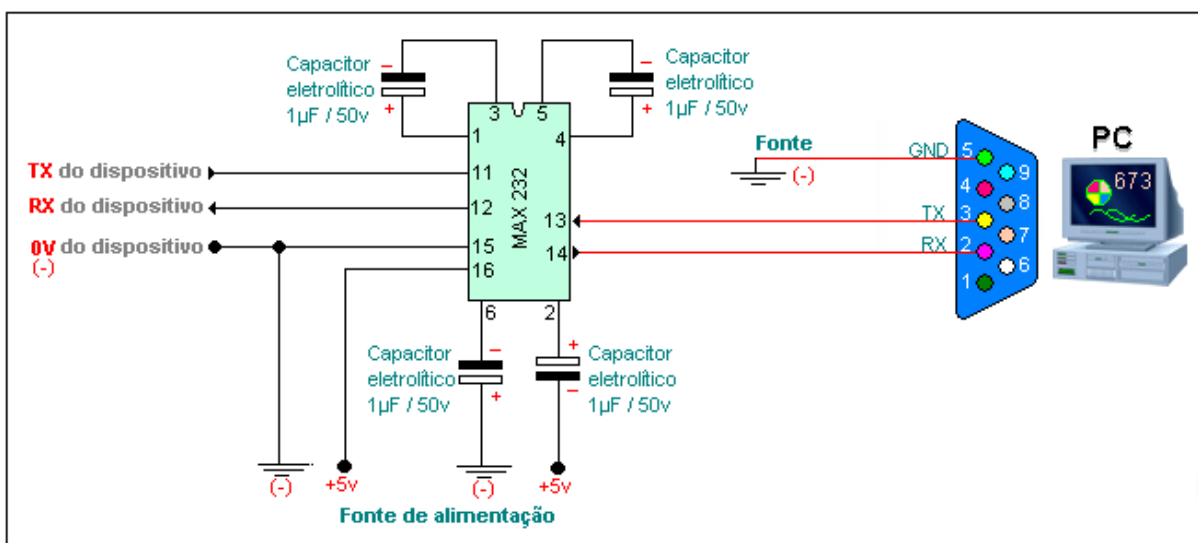 Capacitor
eletrolítico
1µF / 50v
–
+
Capacitor
eletrolítico
1µF / 50v
–
+
3
5
1
4
TX do dispositivo
11
RX do dispositivo
12
0V do dispositivo
(-)
15
16
MAX 232
13
14
6
2
Fonte
(-)
GND
TX
RX
5
9
4
8
3
7
2
6
1
PC
673
Capacitor
eletrolítico
1µF / 50v
–
+
+
–
Capacitor
eletrolítico
1µF / 50v
(-)
+5v
(-)
+5v
Fonte de alimentação